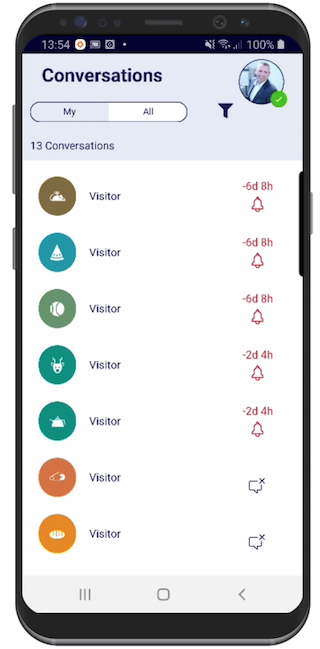 13:54 100%
Conversations
My All
13 Conversations
Visitor -6d 8h
Visitor -6d 8h
Visitor -6d 8h
Visitor -2d 4h
Visitor -2d 4h
Visitor
Visitor